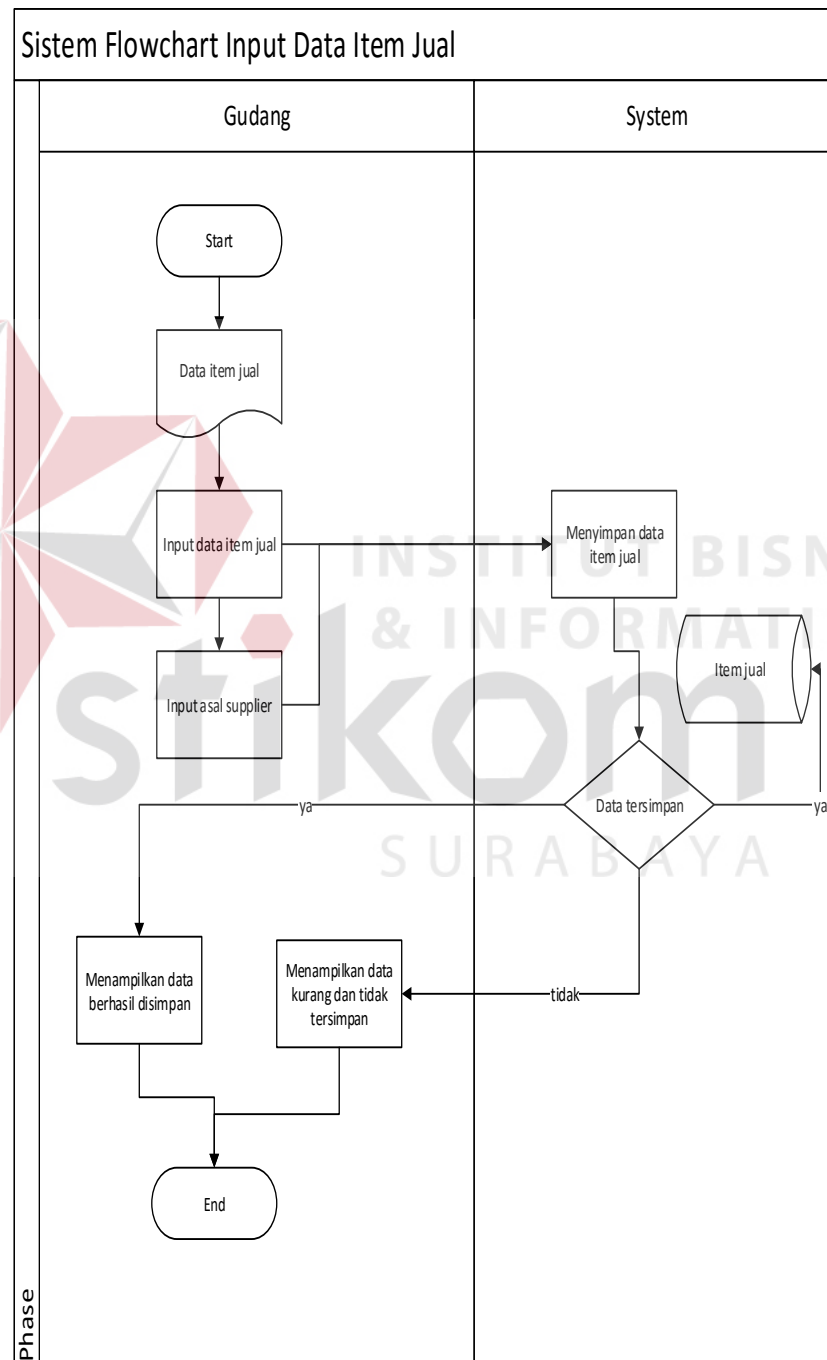 Sistem Flowchart Input Data Item Jual
Gudang
System
Start
Data item jual
Input data item jual
Menyimpan data
item jual
Input asal supplier
Item jual
Data tersimpan
ya
ya
Menampilkan data
berhasil disimpan
Menampilkan data
kurang dan tidak
tersimpan
tidak
End
Phase
INSTITUT BISN
& INFORMATI
stikom
SURABAYA